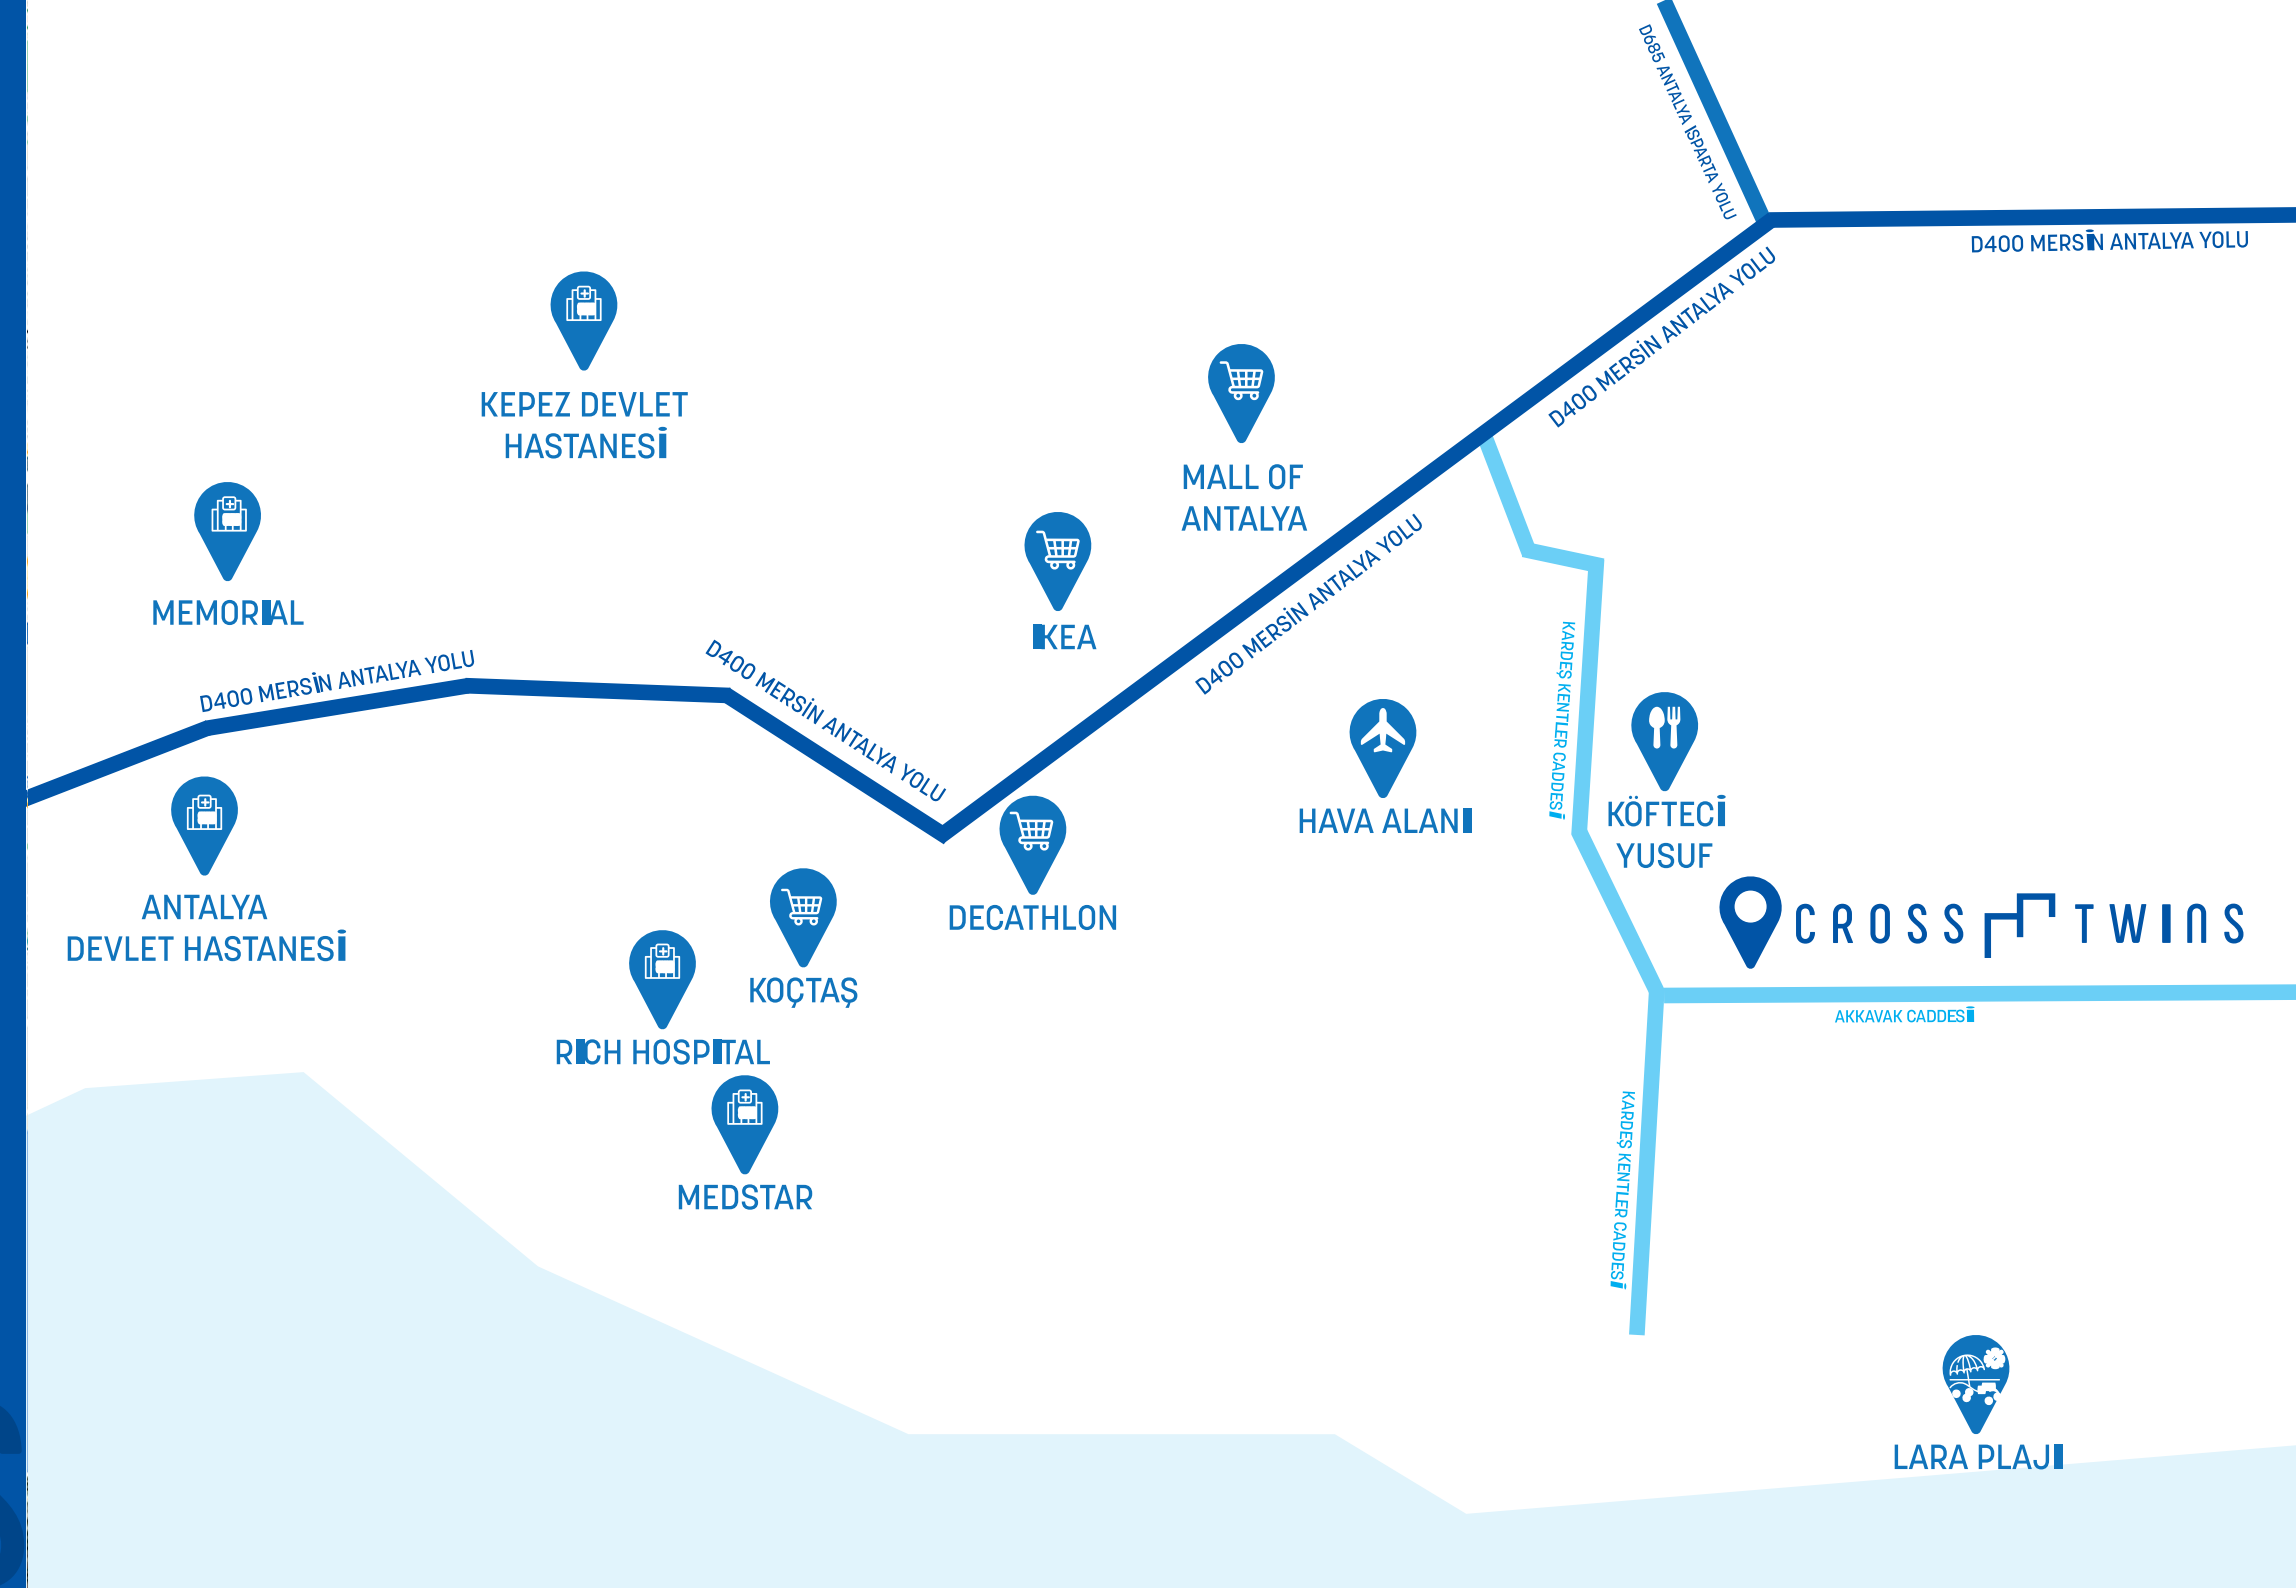 D685 ANTALYA ISPARTA YOLU
D400 MERSİN ANTALYA YOLU
D400 MERSİN ANTALYA YOLU
KEPEZ DEVLET
HASTANESİ
MALL OF
ANTALYA
MEMORIAL
IKEA
D400 MERSİN ANTALYA YOLU
D400 MERSİN ANTALYA YOLU
D400 MERSİN ANTALYA YOLU
KARDEŞ KENTLER CADDESİ
HAVA ALANI
KÖFTECİ
YUSUF
ANTALYA
DEVLET HASTANESİ
DECATHLON
CROSS TWINS
KOÇTAŞ
AKKAVAK CADDESİ
RICH HOSPITAL
MEDSTAR
KARDEŞ KENTLER CADDESİ
LARA PLAJI